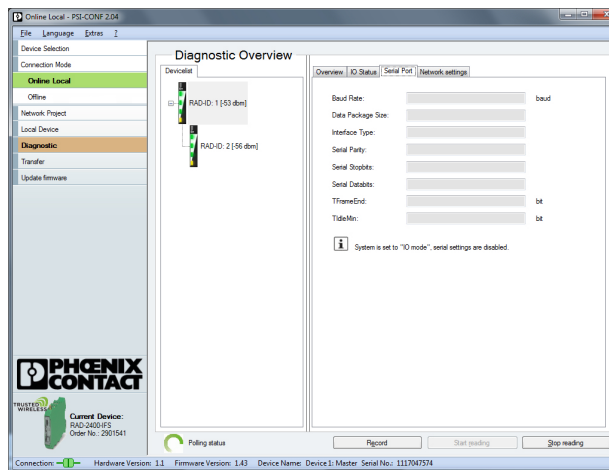 Online Local - PSI-CONF 2.04
File Language Extras ?
Device Selection
Connection Mode
Online Local
Offline
Network Project
Local Device
Diagnostic
Transfer
Update firmware
PHŒNIX
CONTACT
TRUSTED
WIRELESS
Current Device:
RAD-2400-IFS
Order No.: 2901541
Diagnostic Overview
Devicelist
RAD-ID: 1 [-53 dbm]
RAD-ID: 2 [-56 dbm]
Overview IO Status Serial Port Network settings
Baud Rate: baud
Data Package Size:
Interface Type:
Serial Parity:
Serial Stopbits:
Serial Databits:
TFrameEnd: bit
TIdleMin: bit
System is set to "IO mode", serial settings are disabled.
Polling status
Record Start reading Stop reading
Connection: Hardware Version: 1.1 Firmware Version: 1.43 Device Name: Device 1: Master Serial No.: 1117047574